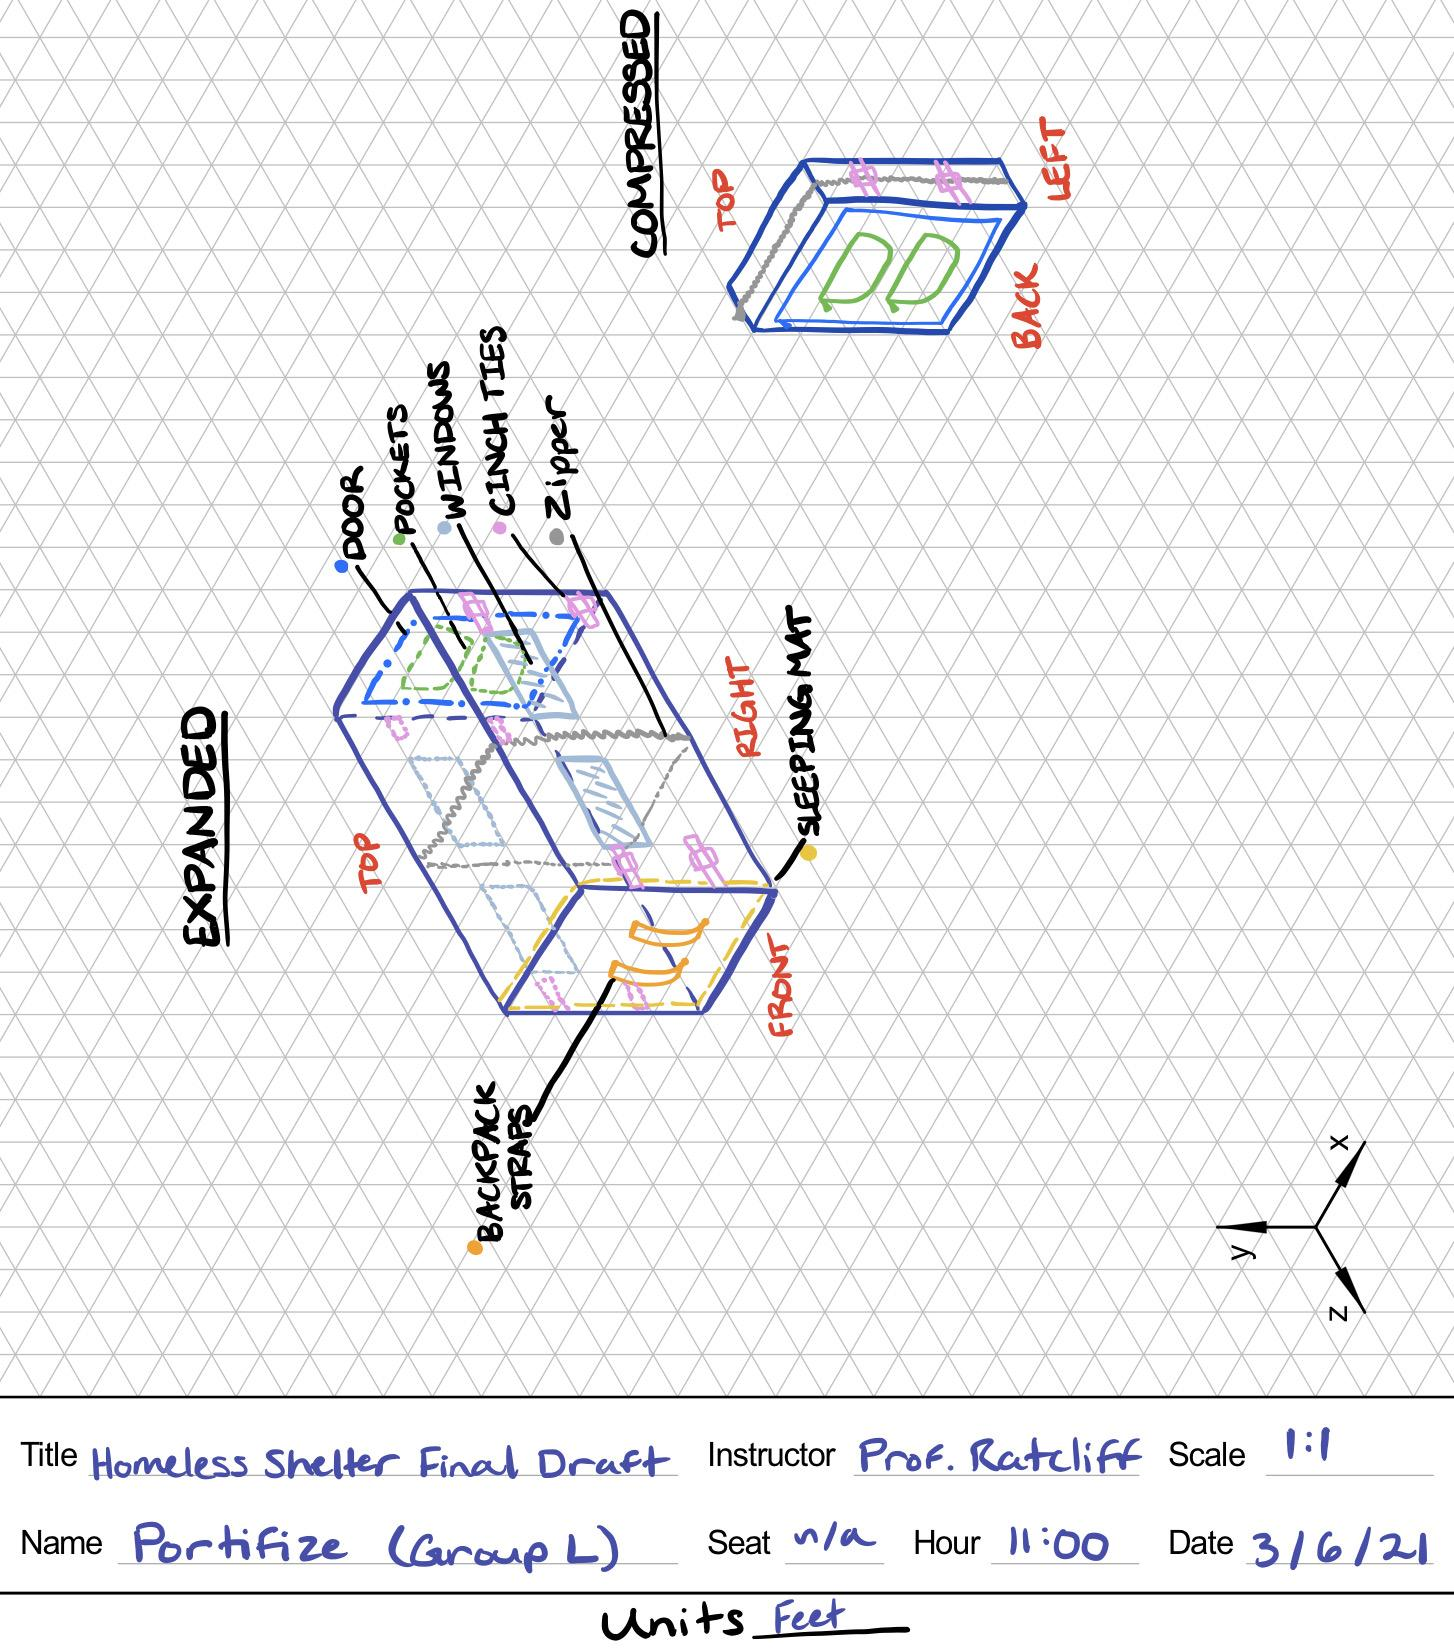 COMPRESSED
TOP
LEFT
BACK
EXPANDED
DOOR
POCKETS
WINDOWS
CINCH TIES
Zipper
TOP
RIGHT
SLEEPING MAT
FRONT
BACKPACK
STRAPS
x
y
z
Title Homeless Shelter Final Draft Instructor Prof. Ratcliff Scale 1:1
Name Portifize (Group L) Seat n/a Hour 11:00 Date 3/6/21
Units Feet